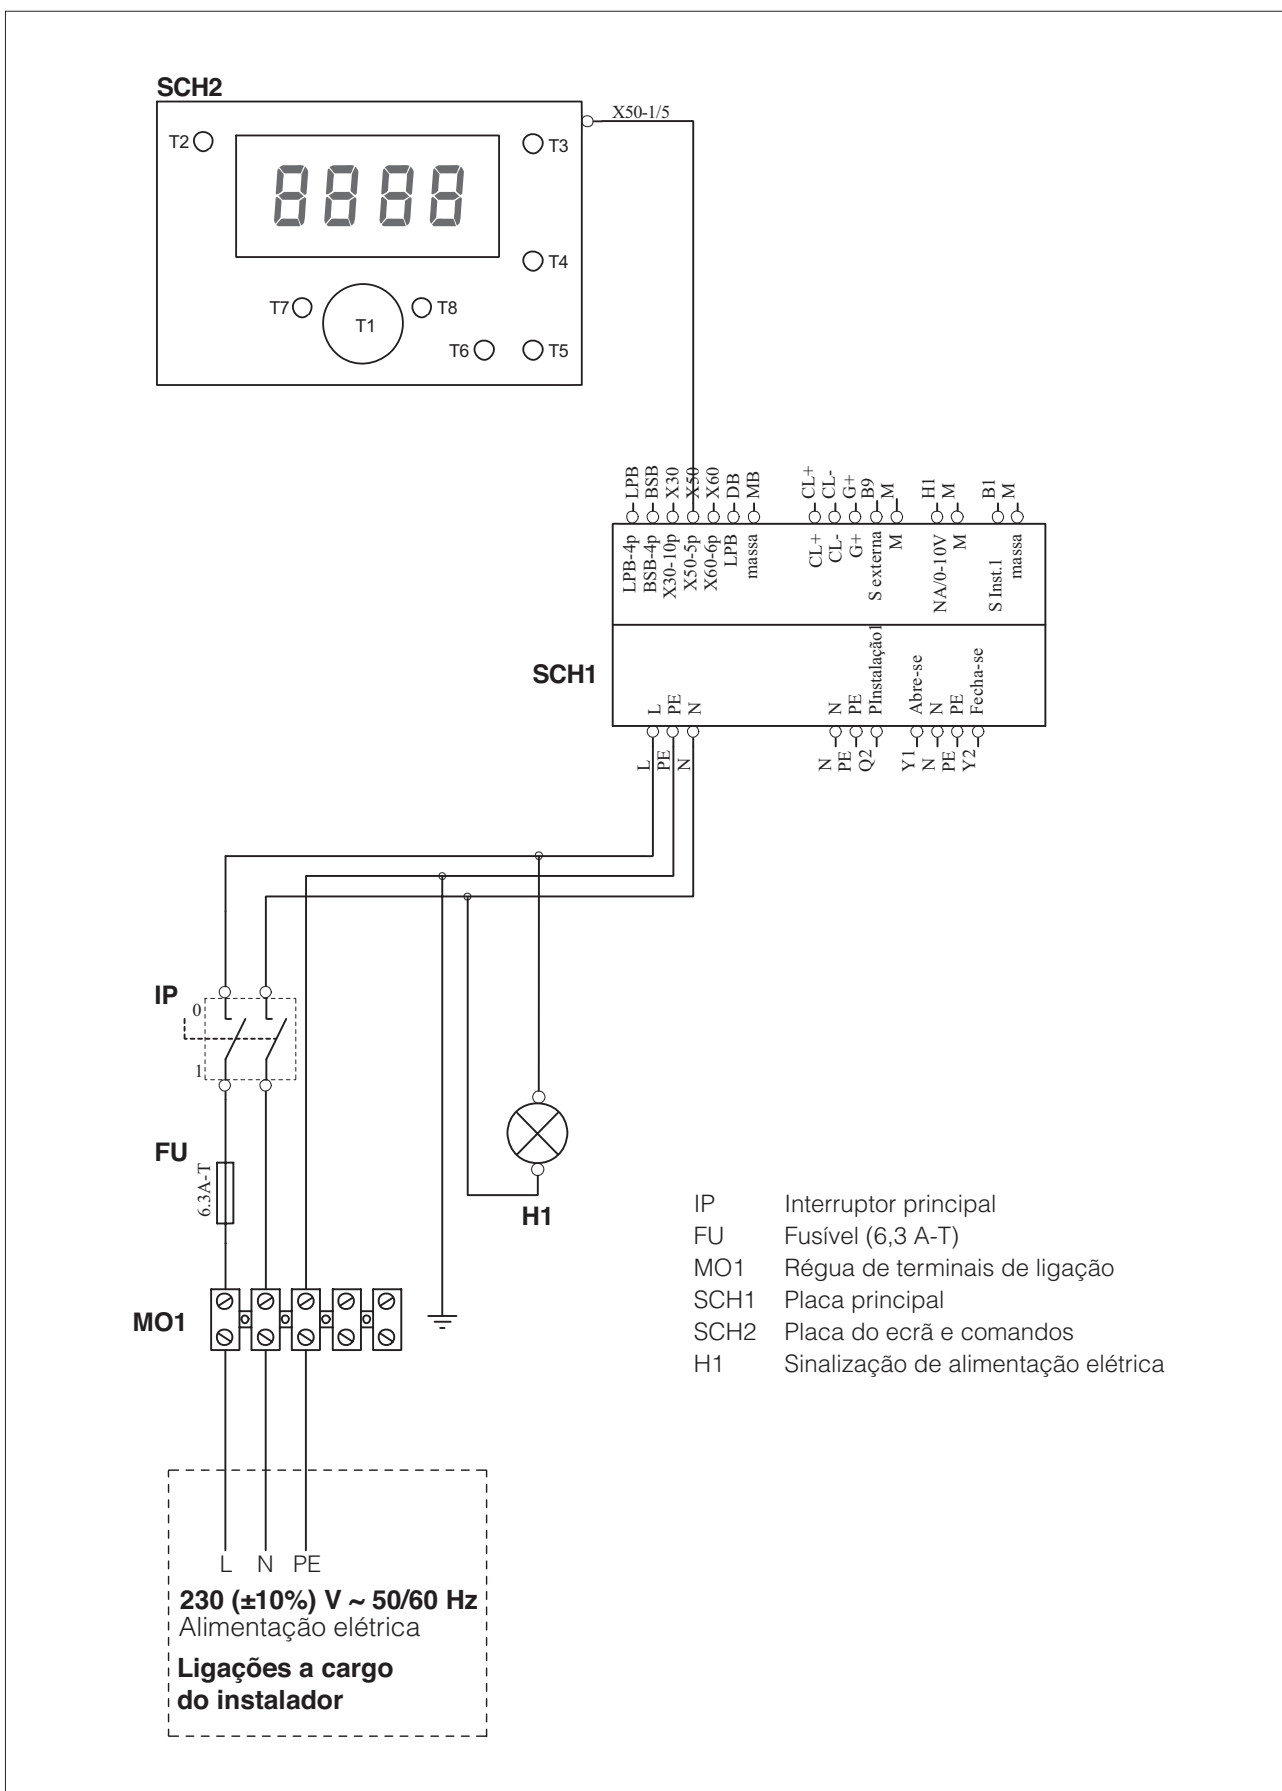 SCH2
X50-1/5
T2
T3
8888
T4
T7
T1
T8
T6
T5
LPB BSB X30 X50 X60 DB MB CL+ CL- G+ B9 M H1 M B1 M
LPB-4p BSB-4p X30-10p X50-5p X60-6p LPB massa CL+ CL- G+ S externa M NA/0-10V M S Inst.1 massa
SCH1
L PE N N PE PInstalação1 Abre-se N PE Fecha-se
L PE N N PE Q2 Y1 N PE Y2
IP
0
1
FU
6.3A-T
H1
MO1
IP Interruptor principal
FU Fusível (6,3 A-T)
MO1 Régua de terminais de ligação
SCH1 Placa principal
SCH2 Placa do ecrã e comandos
H1 Sinalização de alimentação elétrica
L N PE
230 (±10%) V ~ 50/60 Hz
Alimentação elétrica
Ligações a cargo
do instalador